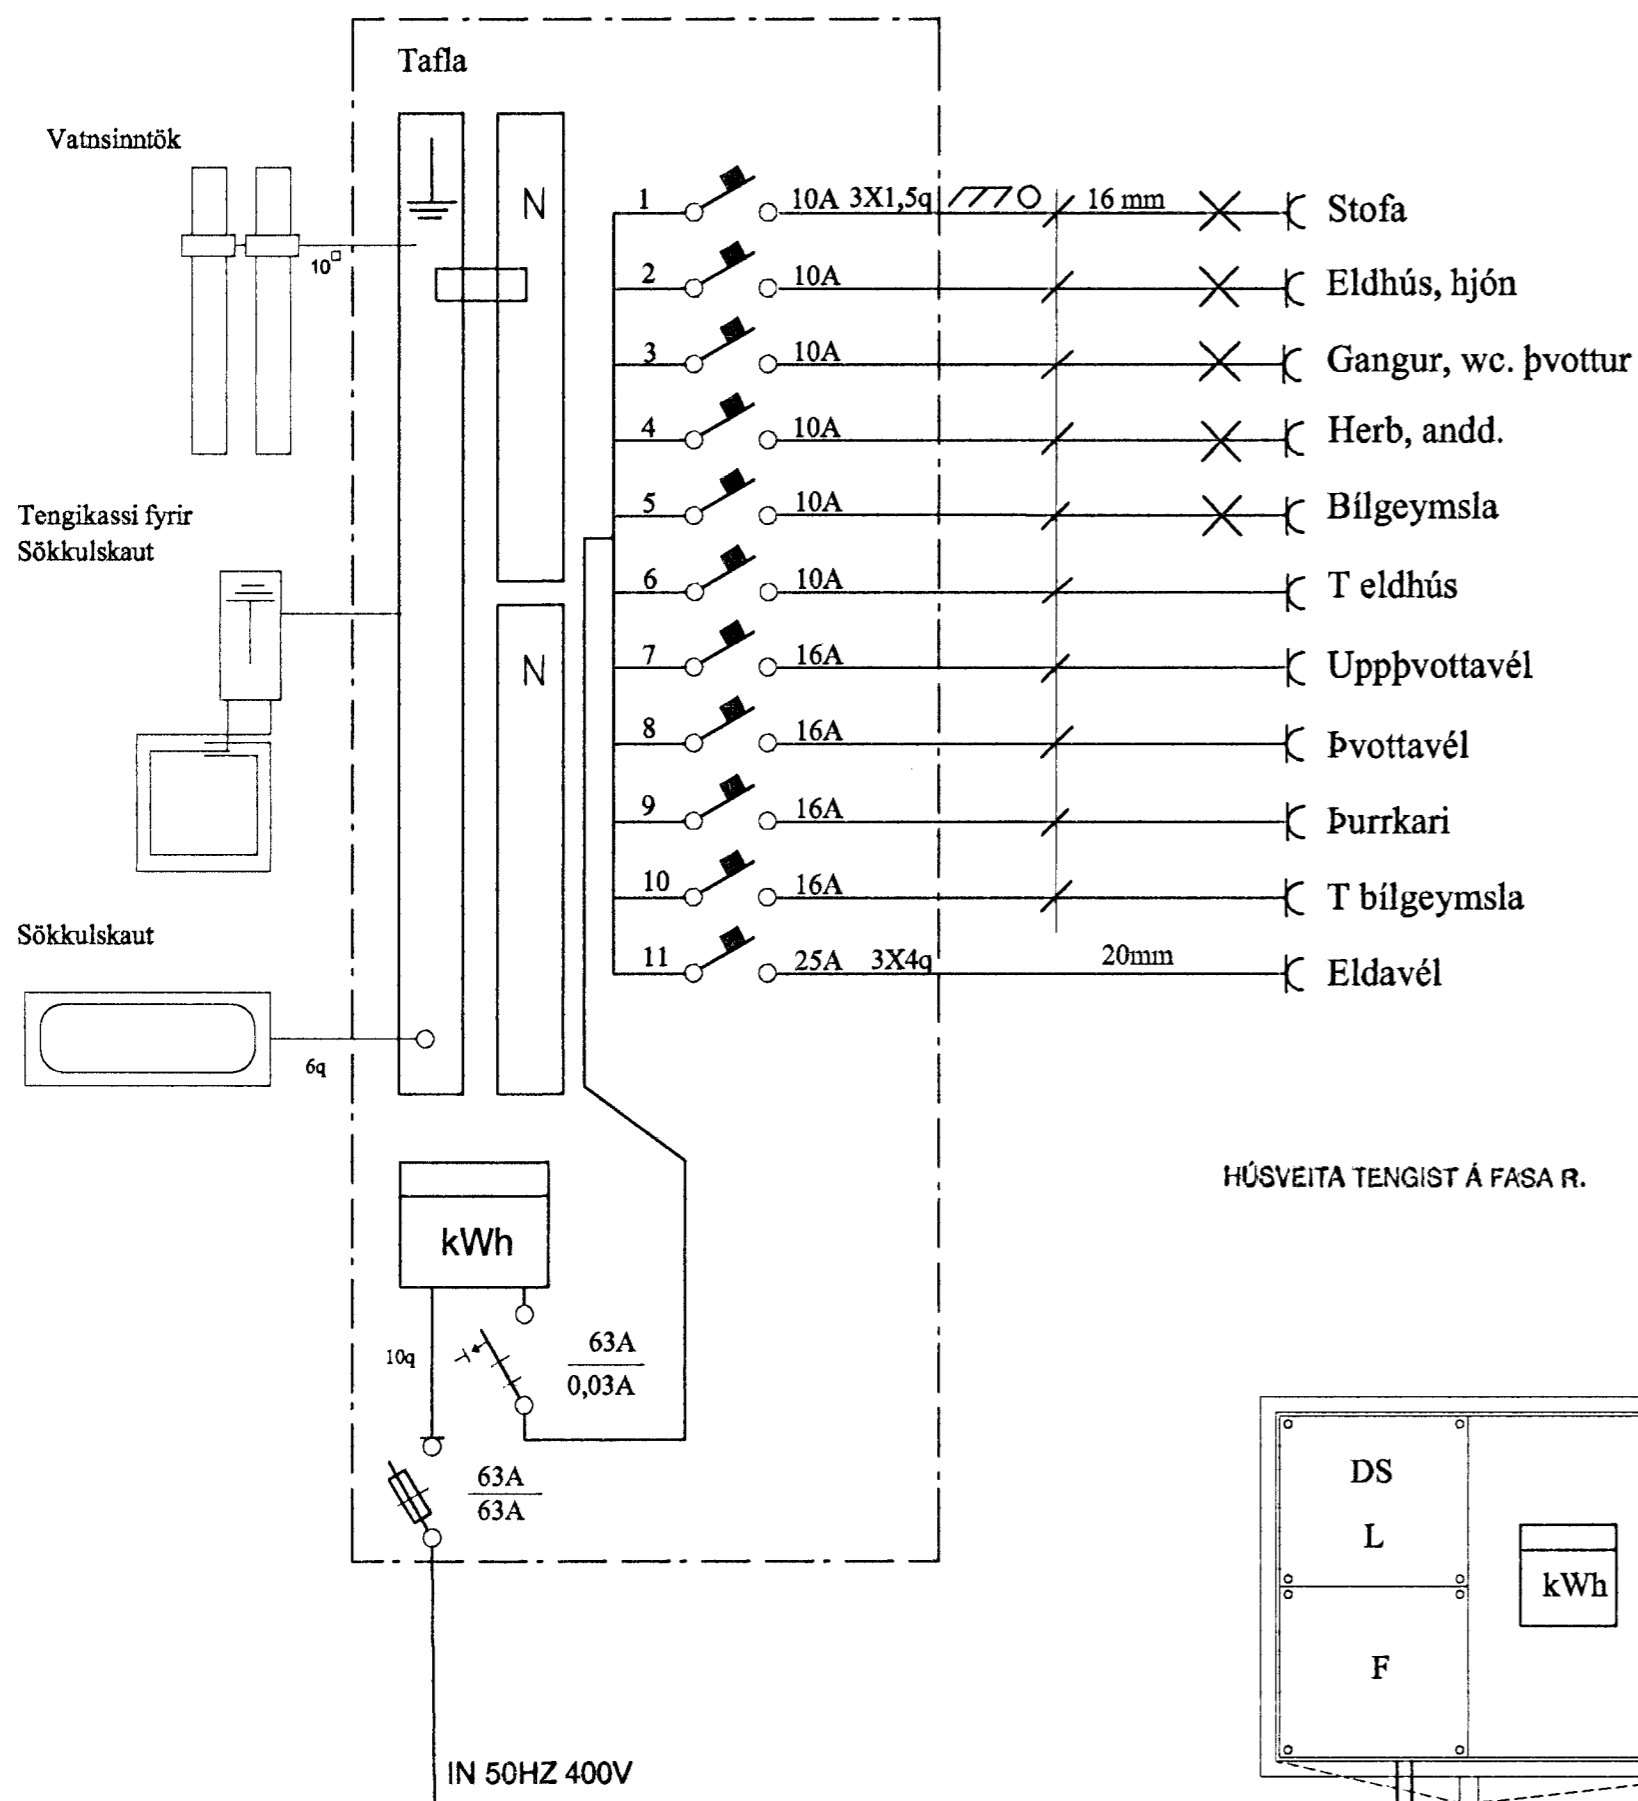 Tafla
Vatnsinntök
10
Tengikassi fyrir
Sökkulskaut
Sökkulskaut
6q
N
N
1 10A 3X1,5q 16 mm Stofa
2 10A Eldhús, hjón
3 10A Gangur, wc. þvottur
4 10A Herb, andd.
5 10A Bílgeymsla
6 10A T eldhús
7 16A Uppþvottavél
8 16A Þvottavél
9 16A Þurrkari
10 16A T bílgeymsla
11 25A 3X4q 20mm Eldavél
HÚSVEITA TENGIST Á FASA R.
kWh
10q
63A
0,03A
63A
63A
IN 50HZ 400V
DS
L
kWh
F